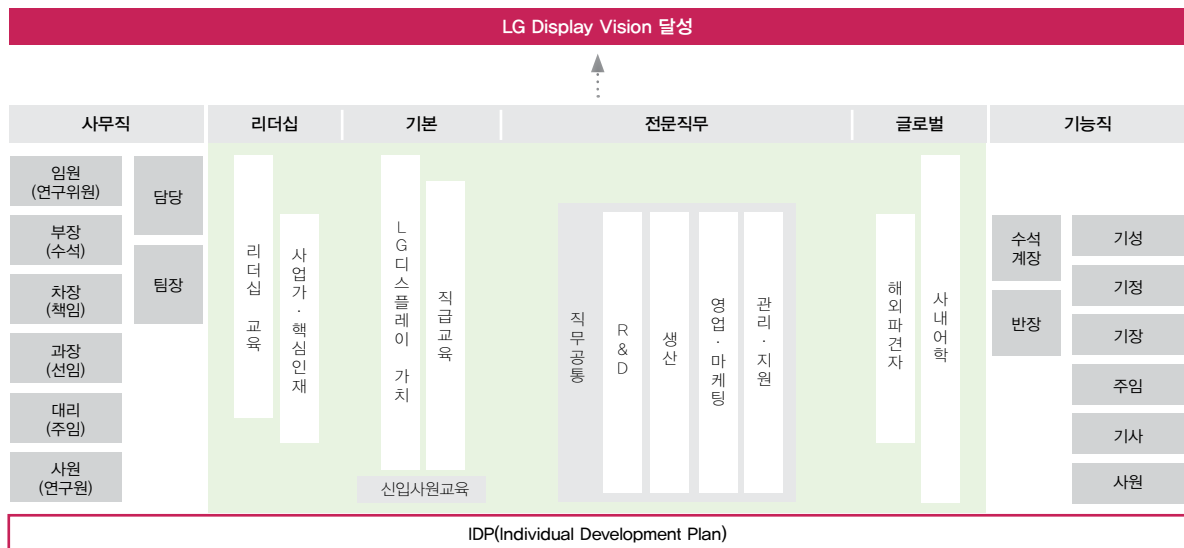 LG Display Vision 달성
사무직
리더십
기본
전문직무
글로벌
기능직
임원
(연구위원)
부장
(수석)
차장
(책임)
과장
(선임)
대리
(주임)
사원
(연구원)
담당
팀장
리더십 교육
사업가·핵심인재
LG디스플레이 가치
직급교육
신입사원교육
직무공통
R&D
생산
영업·마케팅
관리·지원
해외파견자
사내어학
수석
계장
반장
기성
기정
기장
주임
기사
사원
IDP(Individual Development Plan)